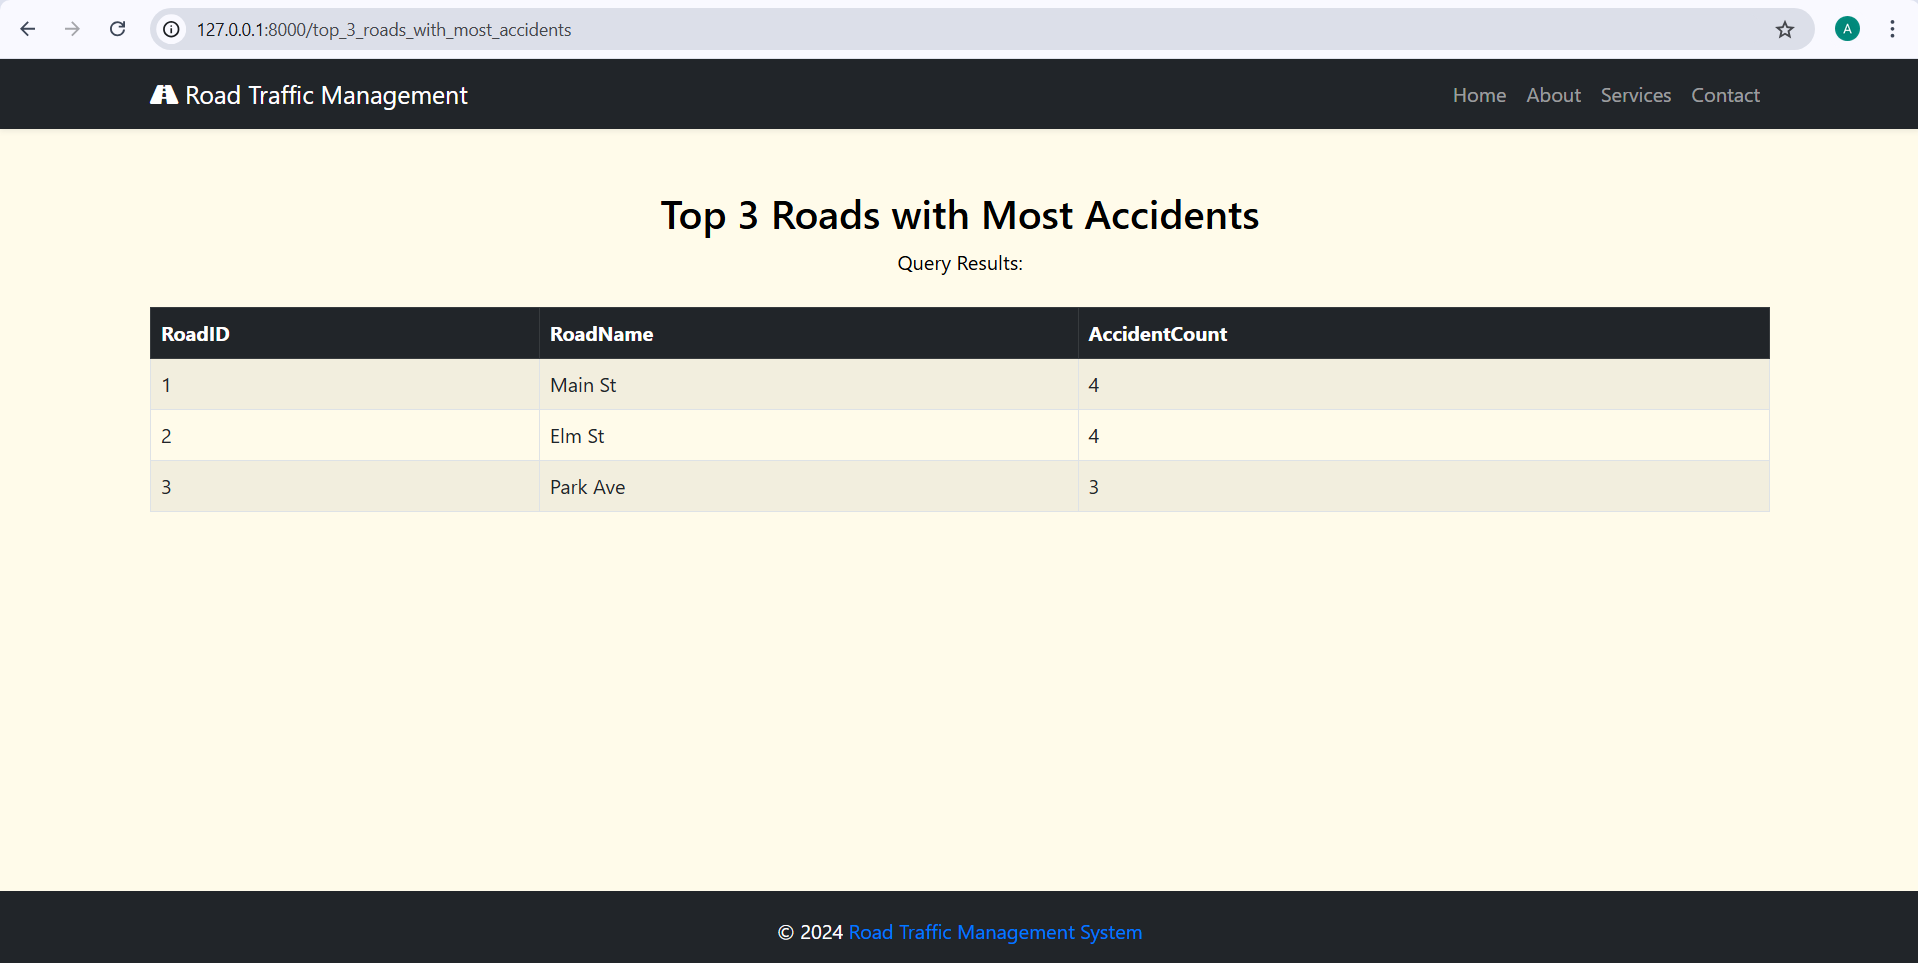 127.0.0.1:8000/top_3_roads_with_most_accidents
A
Road Traffic Management
Home About Services Contact
Top 3 Roads with Most Accidents
Query Results:
RoadID RoadName AccidentCount
1 Main St 4
2 Elm St 4
3 Park Ave 3
© 2024 Road Traffic Management System